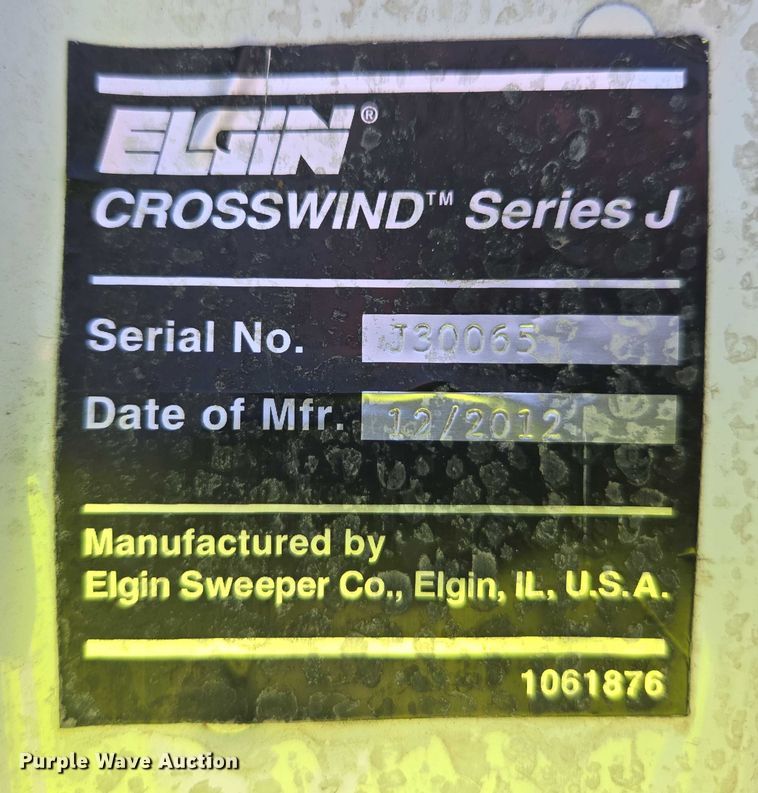 ELGIN®
CROSSWIND™ Series J
Serial No. J30065
Date of Mfr. 12/2012
Manufactured by
Elgin Sweeper Co., Elgin, IL, U.S.A.
1061876
Purple Wave Auction